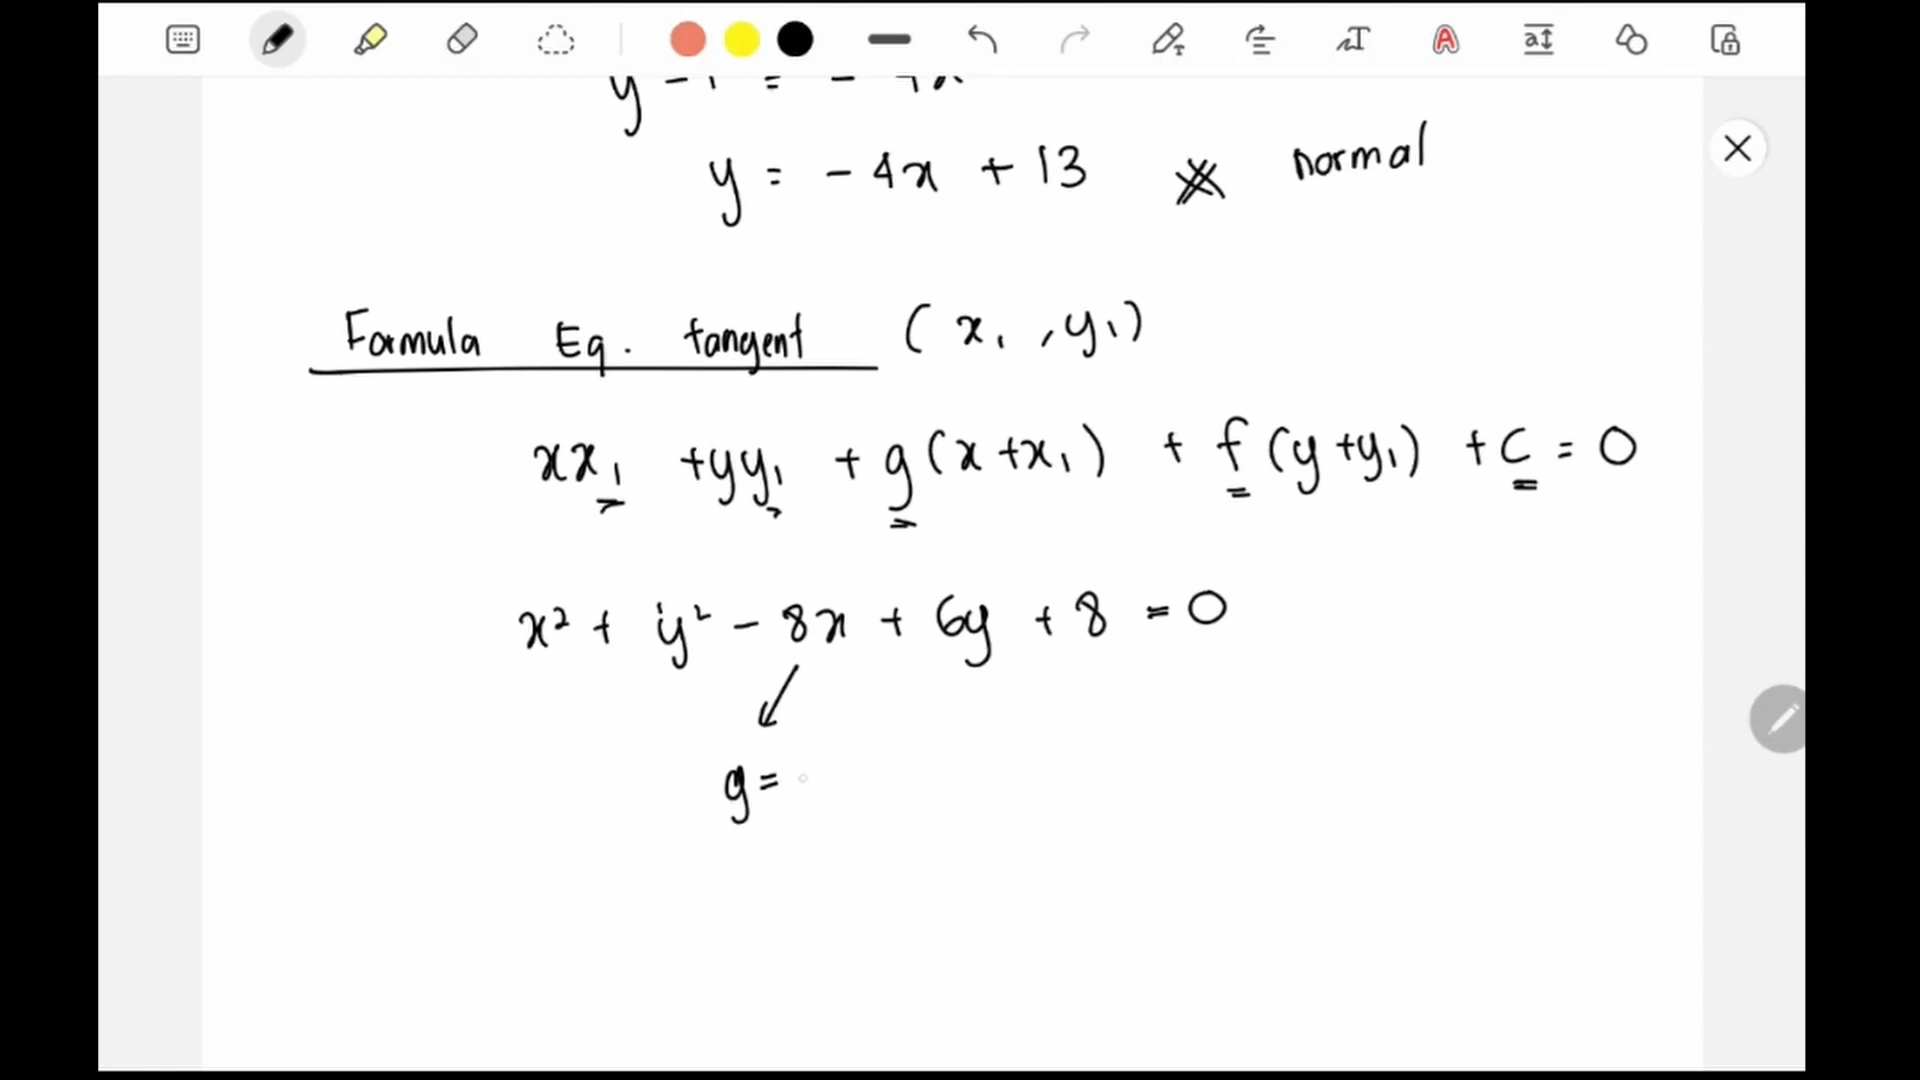 y = -4x + 13 normal
Formula Eq. tangent (x₁, y₁)
xx₁ + yy₁ + g(x+x₁) + f(y+y₁) + c = 0
x² + y² - 8x + 6y + 8 = 0
g =